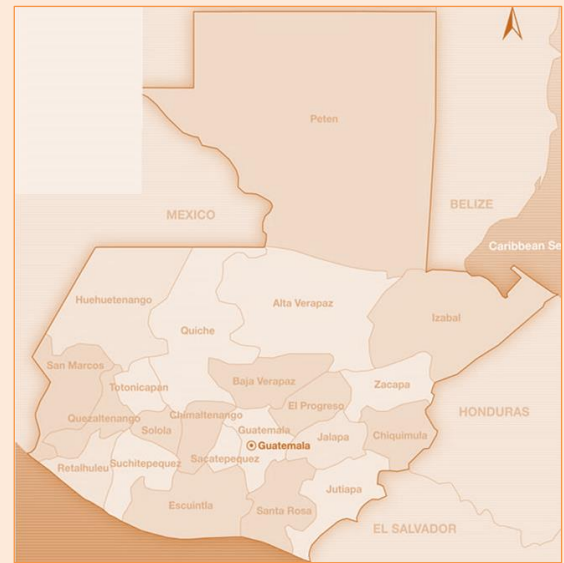 Peten
BELIZE
MEXICO
Caribbean Se
Huehuetenango
Alta Verapaz
Izabal
Quiche
San Marcos
Totonicapan
Baja Verapaz
Zacapa
El Progreso
Quezaltenango
Chimaltenango
HONDURAS
Solola
Guatemala
Guatemala
Jalapa
Chiquimula
Sacatepequez
Retalhuleu
Suchitepequez
Jutiapa
Escuintla
Santa Rosa
EL SALVADOR